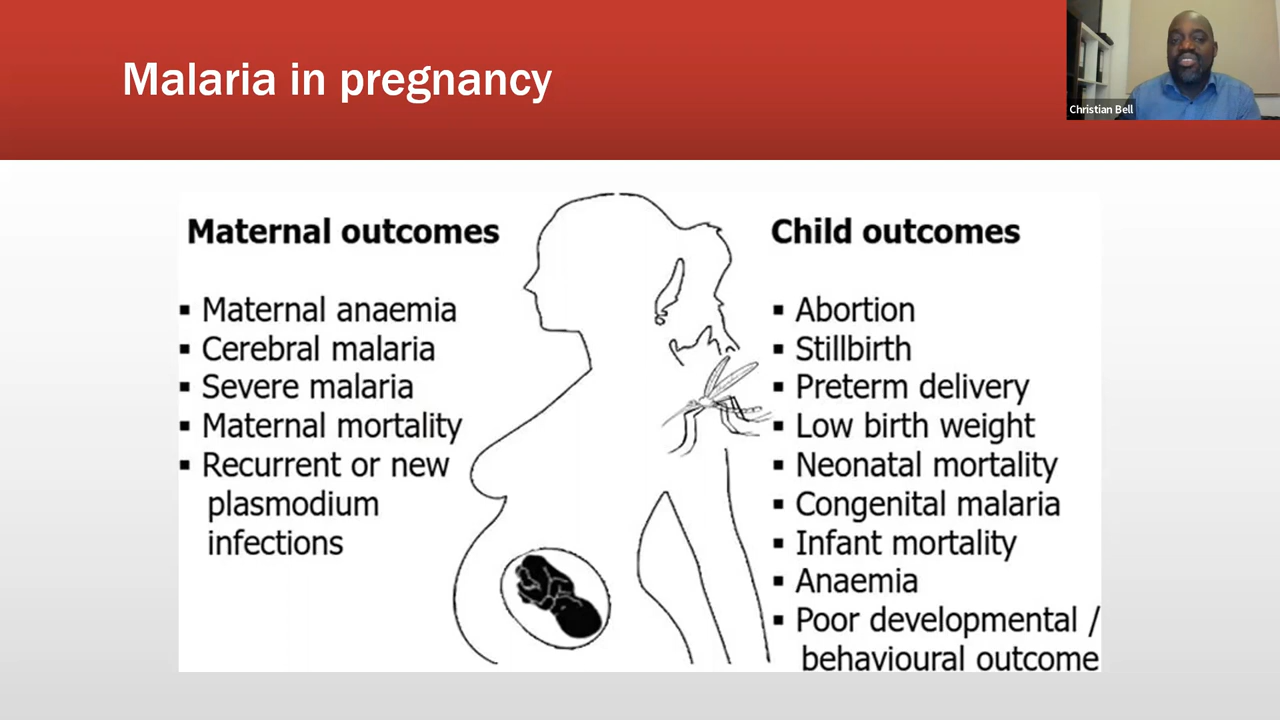 Malaria in pregnancy
Christian Bell
Maternal outcomes
▪ Maternal anaemia
▪ Cerebral malaria
▪ Severe malaria
▪ Maternal mortality
▪ Recurrent or new
plasmodium
infections
Child outcomes
▪ Abortion
▪ Stillbirth
▪ Preterm delivery
▪ Low birth weight
▪ Neonatal mortality
▪ Congenital malaria
▪ Infant mortality
▪ Anaemia
▪ Poor developmental /
behavioural outcome